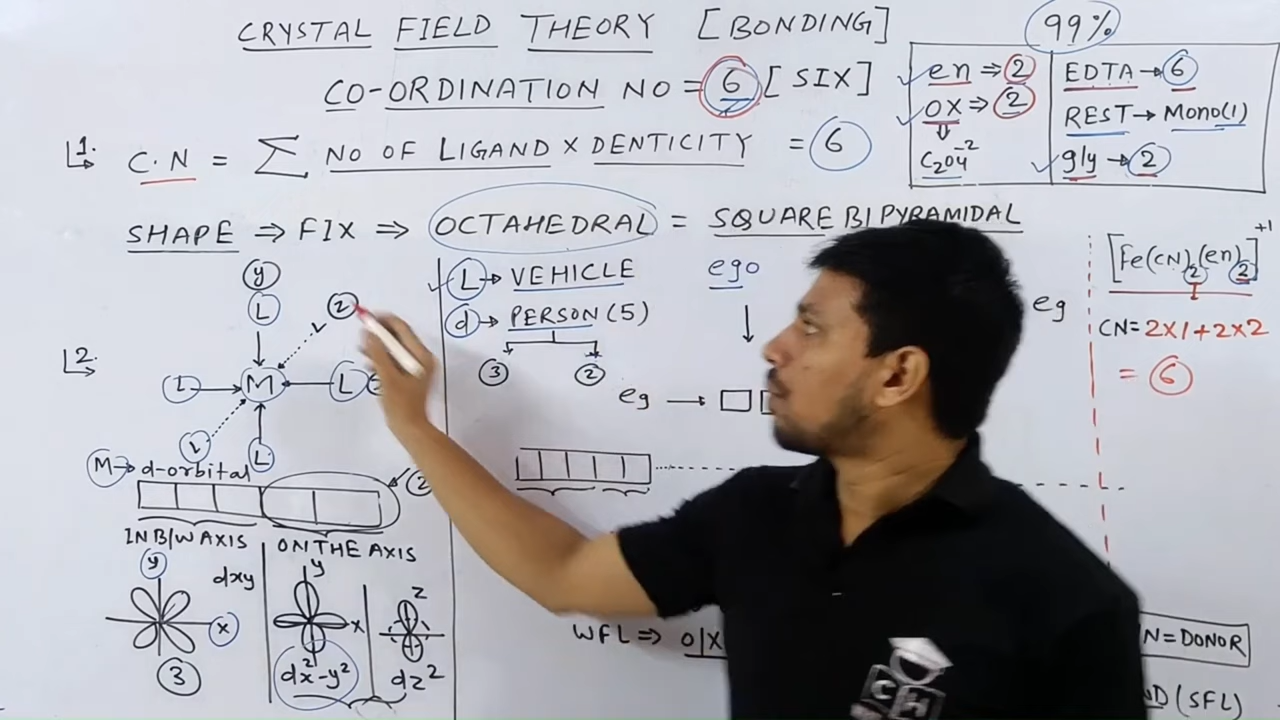 CRYSTAL FIELD THEORY [BONDING]
99%
CO-ORDINATION NO = 6 [SIX]
en ⇒ 2
OX ⇒ 2
C2O4-2
EDTA → 6
REST → Mono(1)
gly → 2
1. C.N = ∑ NO OF LIGAND × DENTICITY = 6
SHAPE ⇒ FIX ⇒ OCTAHEDRAL = SQUARE BI PYRAMIDAL
2.
y
L
z
L M L
L
L
M → d-orbital
2
IN B/W AXIS
ON THE AXIS
y
dxy
x
3
y
x
dx²-y²
z
dz²
L → VEHICLE
d → PERSON (5)
3 2
ego
eg →
eg
[Fe(CN)2(en)2]+1
CN = 2×1+2×2
= 6
WFL ⇒ O|X
N = DONOR
(SFL)
CH